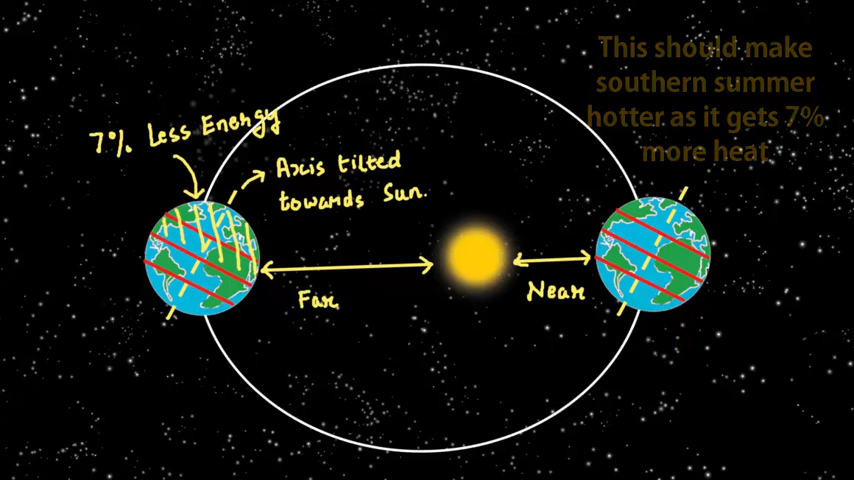 This should make
southern summer
hotter as it gets 7%
more heat
7% Less Energy
Axis tilted
towards Sun.
Far
Near